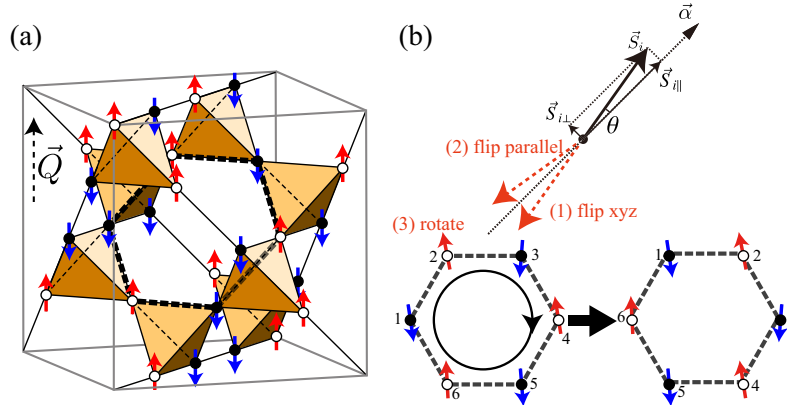 (a)
Q
(b)
α
S_i
S_i∥
S_i⊥
θ
(2) flip parallel
(1) flip xyz
(3) rotate
2 3
1 4
6 5
1 2
6
5 4